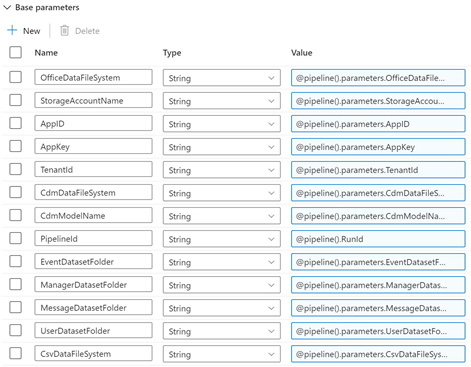 Base parameters
New | Delete
Name Type Value
OfficeDataFileSystem String @pipeline().parameters.OfficeDataFile...
StorageAccountName String @pipeline().parameters.StorageAccou...
AppID String @pipeline().parameters.AppID
AppKey String @pipeline().parameters.AppKey
TenantId String @pipeline().parameters.TenantId
CdmDataFileSystem String @pipeline().parameters.CdmDataFileS...
CdmModelName String @pipeline().parameters.CdmModelNa...
PipelineId String @pipeline().RunId
EventDatasetFolder String @pipeline().parameters.EventDatasetF...
ManagerDatasetFolder String @pipeline().parameters.ManagerDatas...
MessageDatasetFolder String @pipeline().parameters.MessageDatas...
UserDatasetFolder String @pipeline().parameters.UserDatasetFo...
CsvDataFileSystem String @pipeline().parameters.CsvDataFileSys...